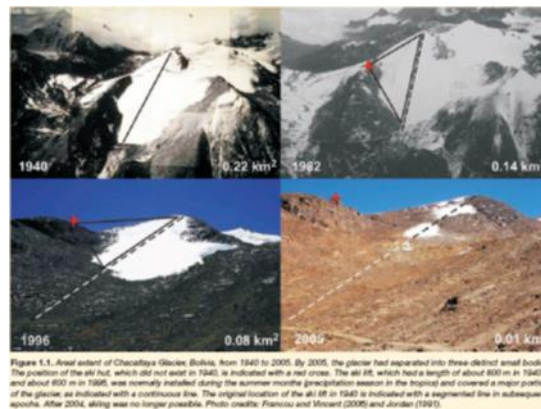 1940
0.22 km²
1982
0.14 km
1996
0.08 km²
2005
0.01 km
Figure 1.1. Areal extent of Chacaltaya Glacier, Bolivia, from 1940 to 2005. By 2005, the glacier had separated into three distinct small bodi
The position of the ski hut, which did not exist in 1940, is indicated with a red cross. The ski lift, which had a length of about 800 m in 1940
and about 600 m in 1996, was normally installed during the summer months (precipitation season in the tropics) and covered a major portio
of the glacier, as indicated with a continuous line. The original location of the ski lift in 1940 is indicated with a segmented line in subseque
epochs. After 2004, skiing was no longer possible. Photo credits: Francou and Vincent (2006) and Jordan (1991).